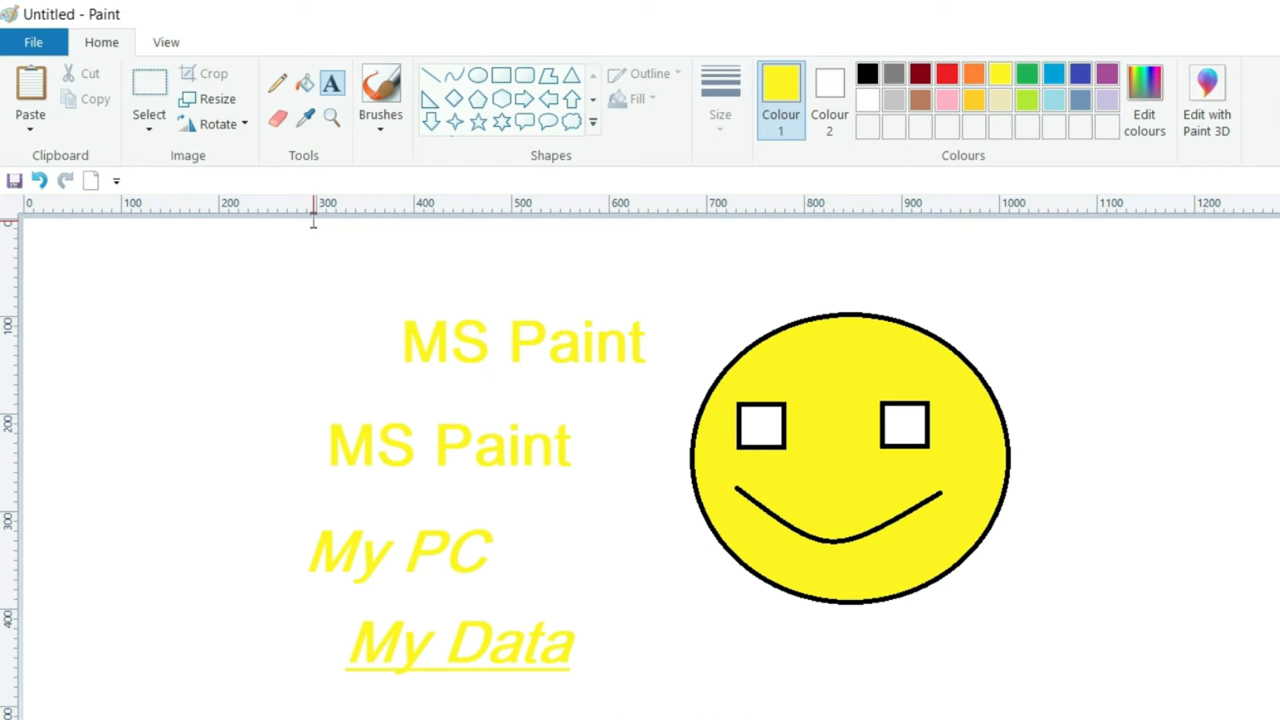 Untitled - Paint
File Home View
Paste
Cut
Copy
Clipboard
Select
Crop
Resize
Rotate
Image
A
Tools
Brushes
Shapes
Outline
Fill
Size
Colour 1
Colour 2
Colours
Edit colours
Edit with Paint 3D
0 100 200 300 400 500 600 700 800 900 1000 1100 1200
0
100
200
300
400
MS Paint
MS Paint
My PC
My Data